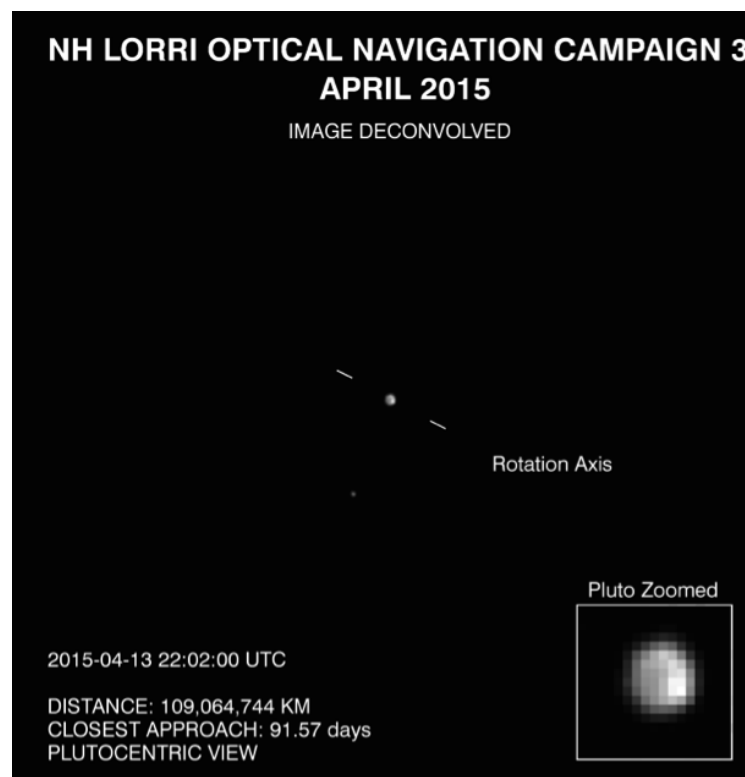 NH LORRI OPTICAL NAVIGATION CAMPAIGN 3
APRIL 2015
IMAGE DECONVOLVED
Rotation Axis
Pluto Zoomed
2015-04-13 22:02:00 UTC
DISTANCE: 109,064,744 KM
CLOSEST APPROACH: 91.57 days
PLUTOCENTRIC VIEW